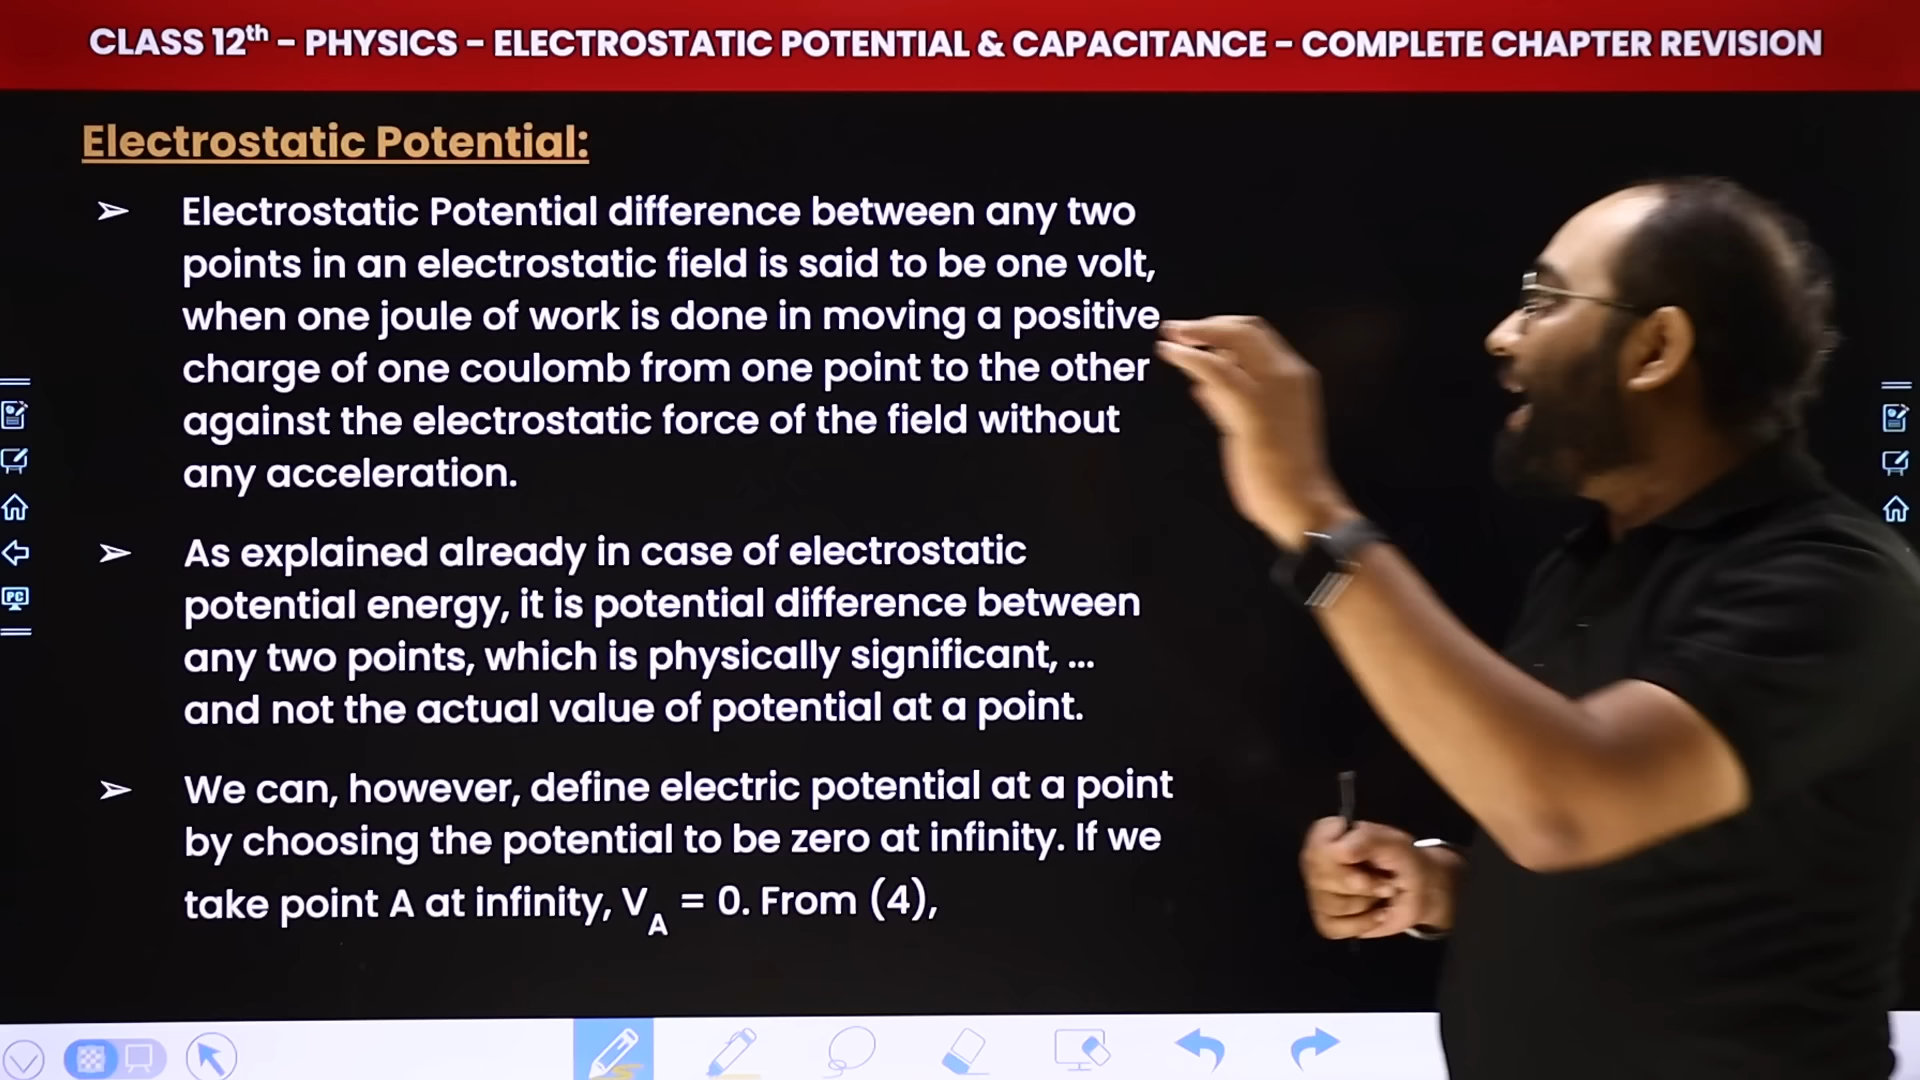 CLASS 12th – PHYSICS – ELECTROSTATIC POTENTIAL & CAPACITANCE – COMPLETE CHAPTER REVISION
Electrostatic Potential:
➢ Electrostatic Potential difference between any two
points in an electrostatic field is said to be one volt,
when one joule of work is done in moving a positive
charge of one coulomb from one point to the other
against the electrostatic force of the field without
any acceleration.
➢ As explained already in case of electrostatic
potential energy, it is potential difference between
any two points, which is physically significant, ...
and not the actual value of potential at a point.
➢ We can, however, define electric potential at a point
by choosing the potential to be zero at infinity. If we
take point A at infinity, V_A = 0. From (4),
PC